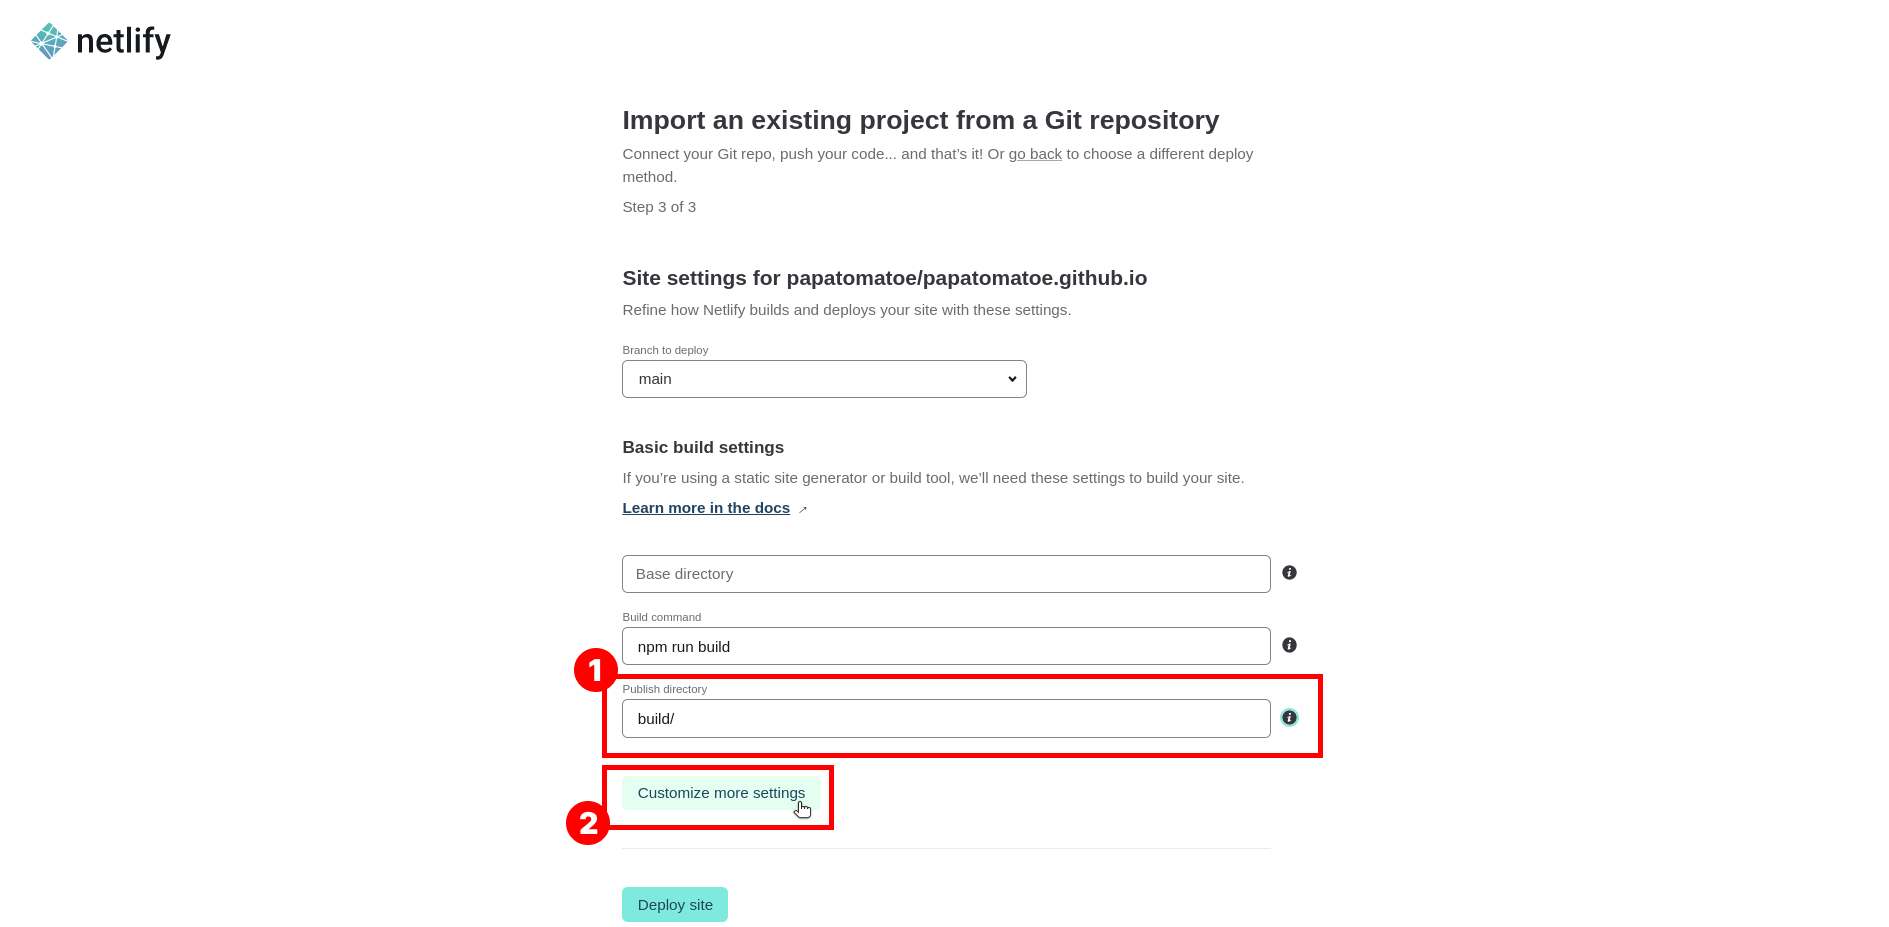 netlify
Import an existing project from a Git repository
Connect your Git repo, push your code... and that’s it! Or go back to choose a different deploy
method.
Step 3 of 3
Site settings for papatomatoe/papatomatoe.github.io
Refine how Netlify builds and deploys your site with these settings.
Branch to deploy
main
Basic build settings
If you’re using a static site generator or build tool, we’ll need these settings to build your site.
Learn more in the docs →
Base directory
Build command
npm run build
1
Publish directory
build/
Customize more settings
2
Deploy site